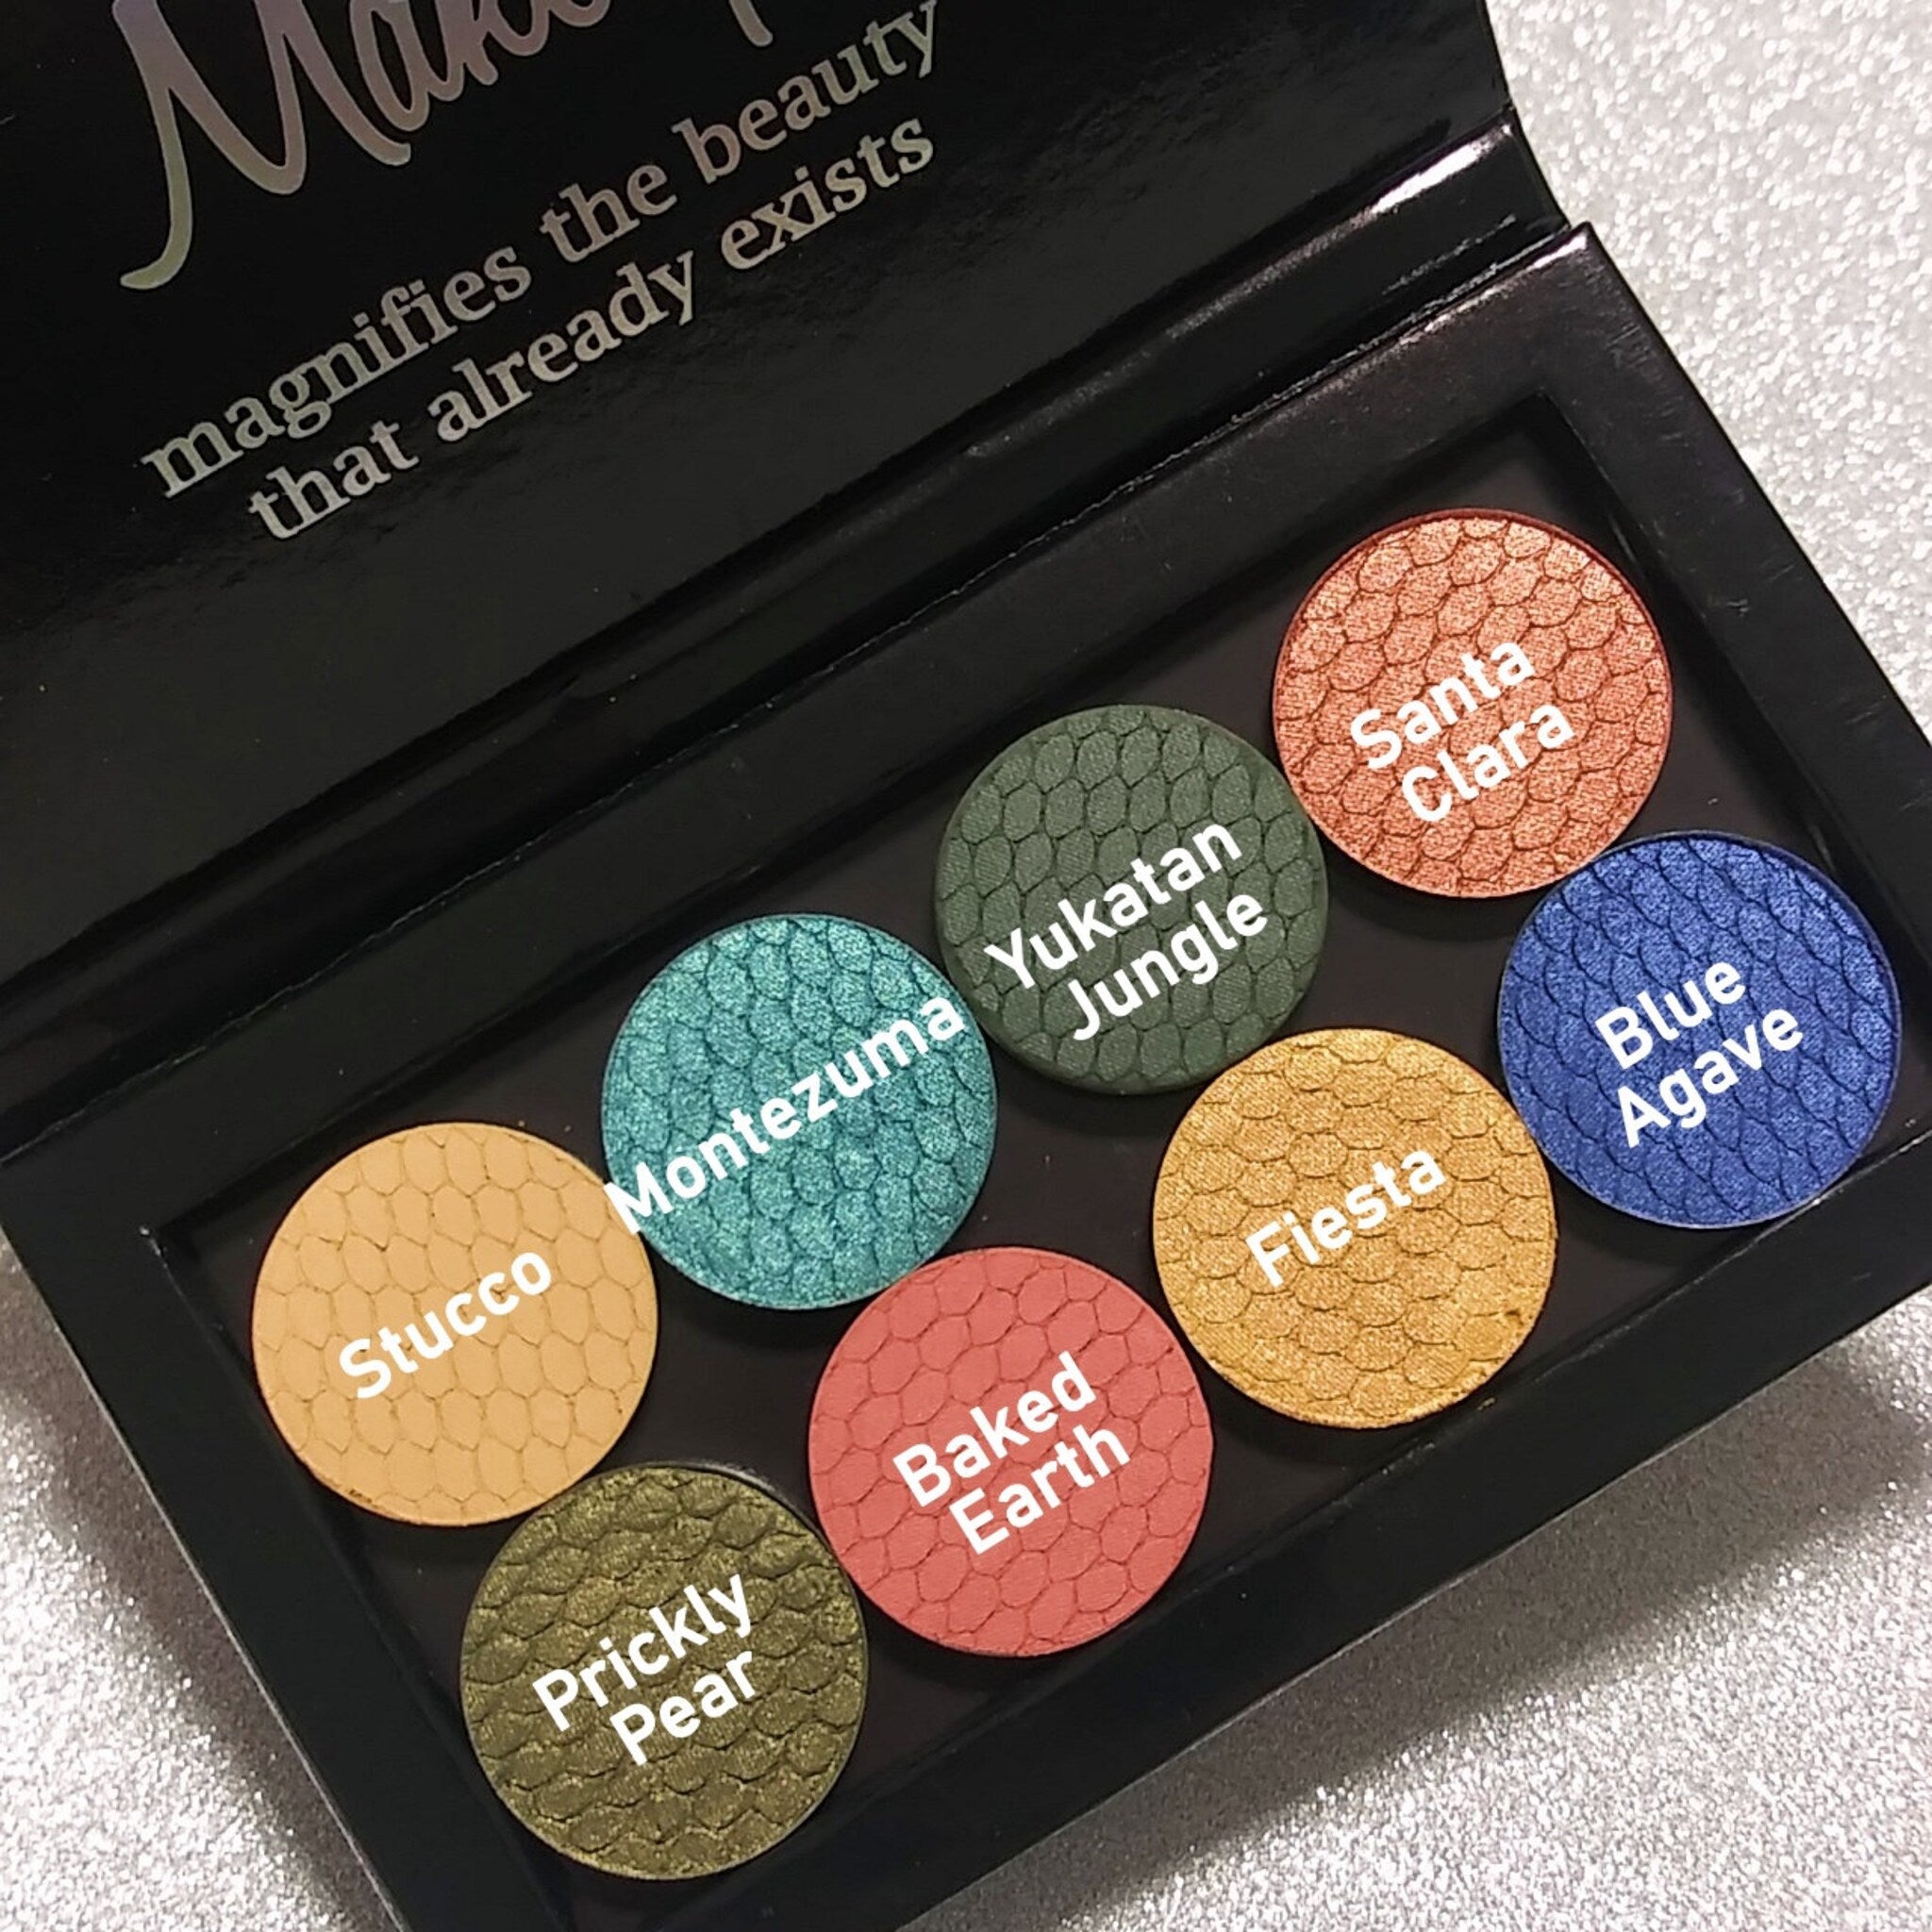 magnifies the beauty
that already exists
Santa
Clara
Yukatan
Jungle
Blue
Agave
Montezuma
Fiesta
Stucco
Baked
Earth
Prickly
Pear